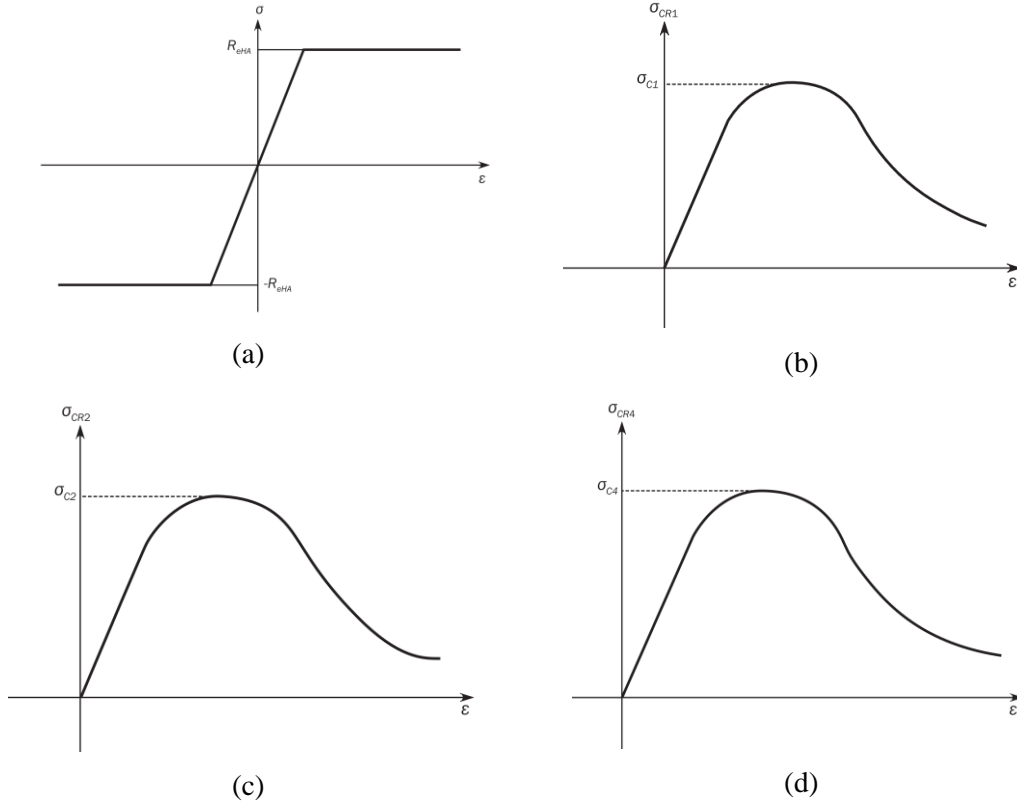 σ
R_eHA
ε
-R_eHA
(a)
σ_CR1
σ_C1
ε
(b)
σ_CR2
σ_C2
ε
(c)
σ_CR4
σ_C4
ε
(d)